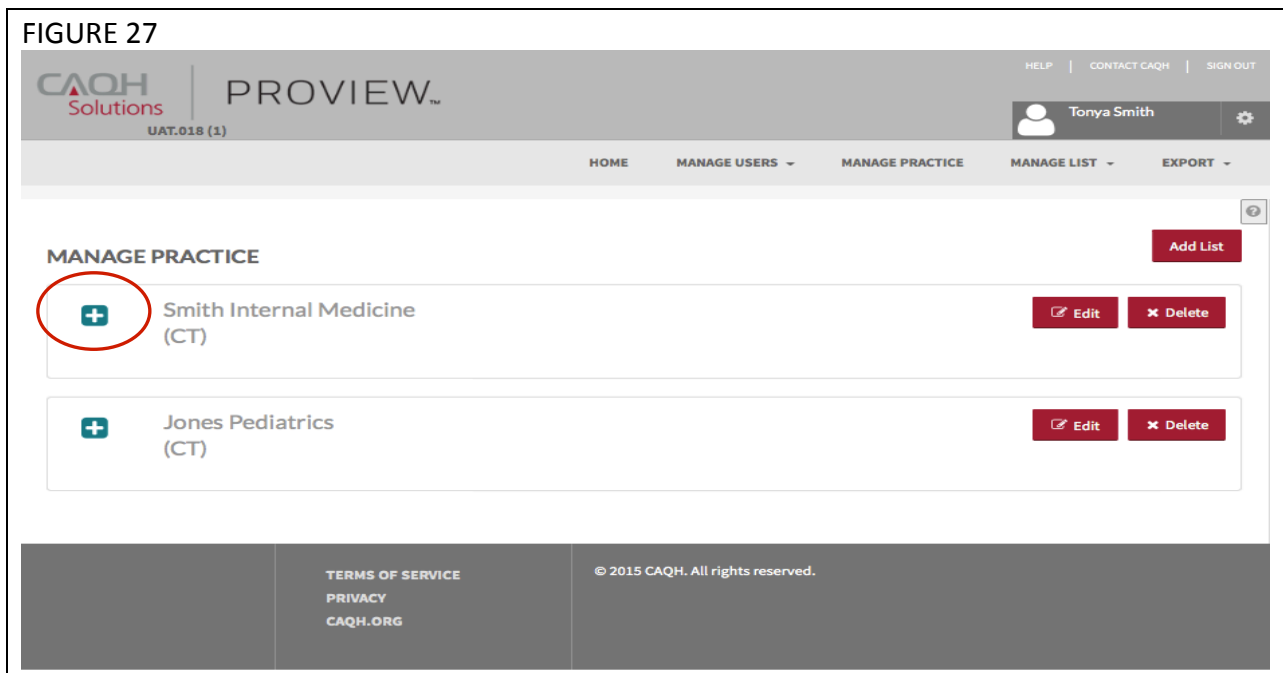 FIGURE 27
HELP | CONTACT CAQH | SIGN OUT
CAQH
Solutions
PROVIEW™
UAT.018 (1)
Tonya Smith
HOME MANAGE USERS MANAGE PRACTICE MANAGE LIST EXPORT
MANAGE PRACTICE
Add List
Smith Internal Medicine
(CT)
Edit Delete
Jones Pediatrics
(CT)
Edit Delete
TERMS OF SERVICE
PRIVACY
CAQH.ORG
© 2015 CAQH. All rights reserved.